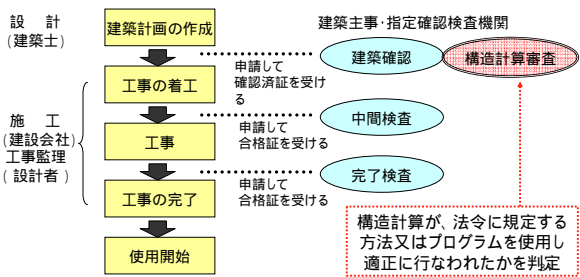 設　計
(建築士)
建築計画の作成
建築主事･指定確認検査機関
建築確認
構造計算審査
申請して
確認済証を受け
る
工事の着工
施　工
(建設会社)
工事監理
(設計者)
中間検査
申請して
合格証を受ける
工事
完了検査
申請して
合格証を受ける
工事の完了
構造計算が、法令に規定する
方法又はプログラムを使用し
適正に行なわれたかを判定
使用開始